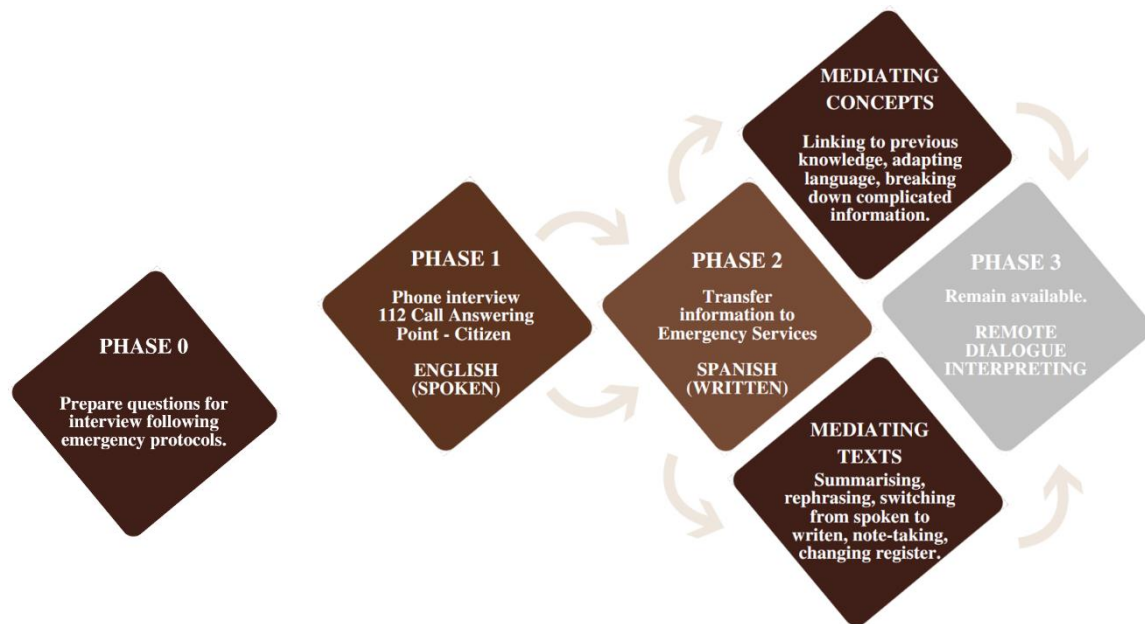 PHASE 0
Prepare questions for
interview following
emergency protocols.
PHASE 1
Phone interview
112 Call Answering
Point - Citizen
ENGLISH
(SPOKEN)
PHASE 2
Transfer
information to
Emergency Services
SPANISH
(WRITTEN)
MEDIATING
CONCEPTS
Linking to previous
knowledge, adapting
language, breaking
down complicated
information.
MEDIATING
TEXTS
Summarising,
rephrasing, switching
from spoken to
writen, note-taking,
changing register.
PHASE 3
Remain available.
REMOTE
DIALOGUE
INTERPRETING